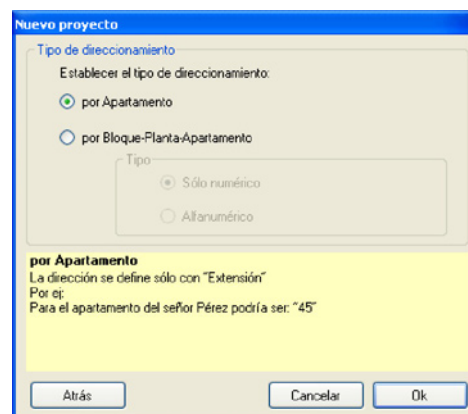 Nuevo proyecto
Tipo de direccionamiento
Establecer el tipo de direccionamiento:
por Apartamento
por Bloque-Planta-Apartamento
Tipo
Sólo numérico
Alfanumérico
por Apartamento
La dirección se define sólo con "Extensión"
Por ej:
Para el apartamento del señor Pérez podría ser: "45"
Atrás Cancelar Ok